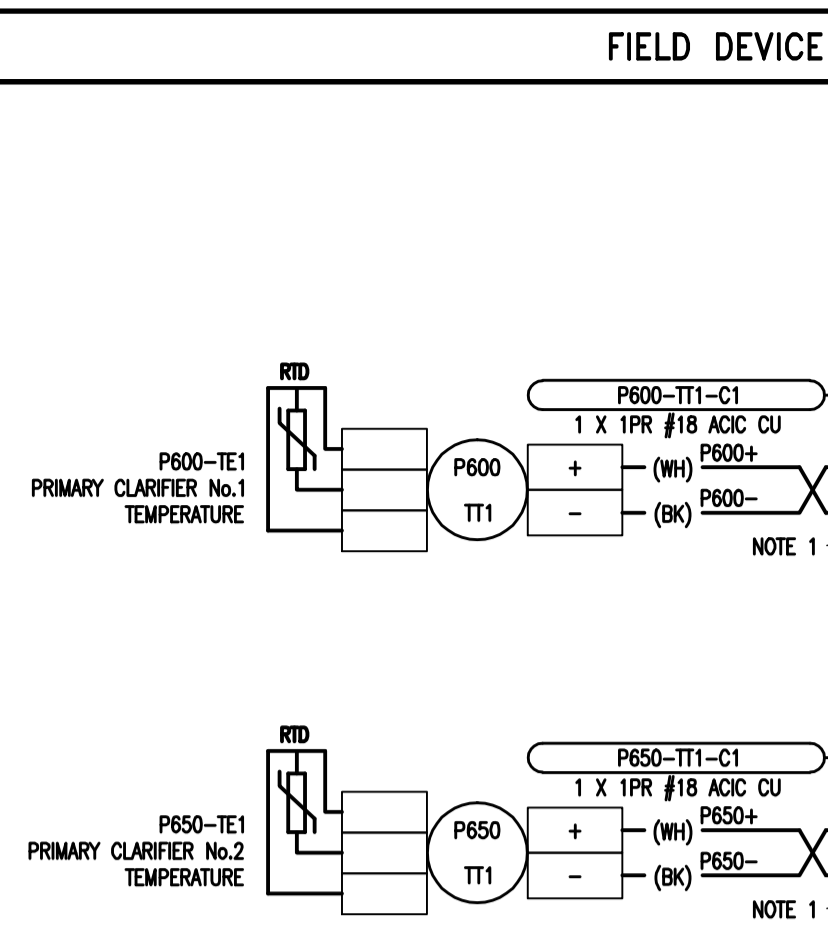 FIELD DEVICE
RTD
P600-TE1
PRIMARY CLARIFIER No.1
TEMPERATURE
P600
TT1
P600-TT1-C1
1 X 1PR #18 ACIC CU
+ (WH) P600+
- (BK) P600-
NOTE 1
RTD
P650-TE1
PRIMARY CLARIFIER No.2
TEMPERATURE
P650
TT1
P650-TT1-C1
1 X 1PR #18 ACIC CU
+ (WH) P650+
- (BK) P650-
NOTE 1